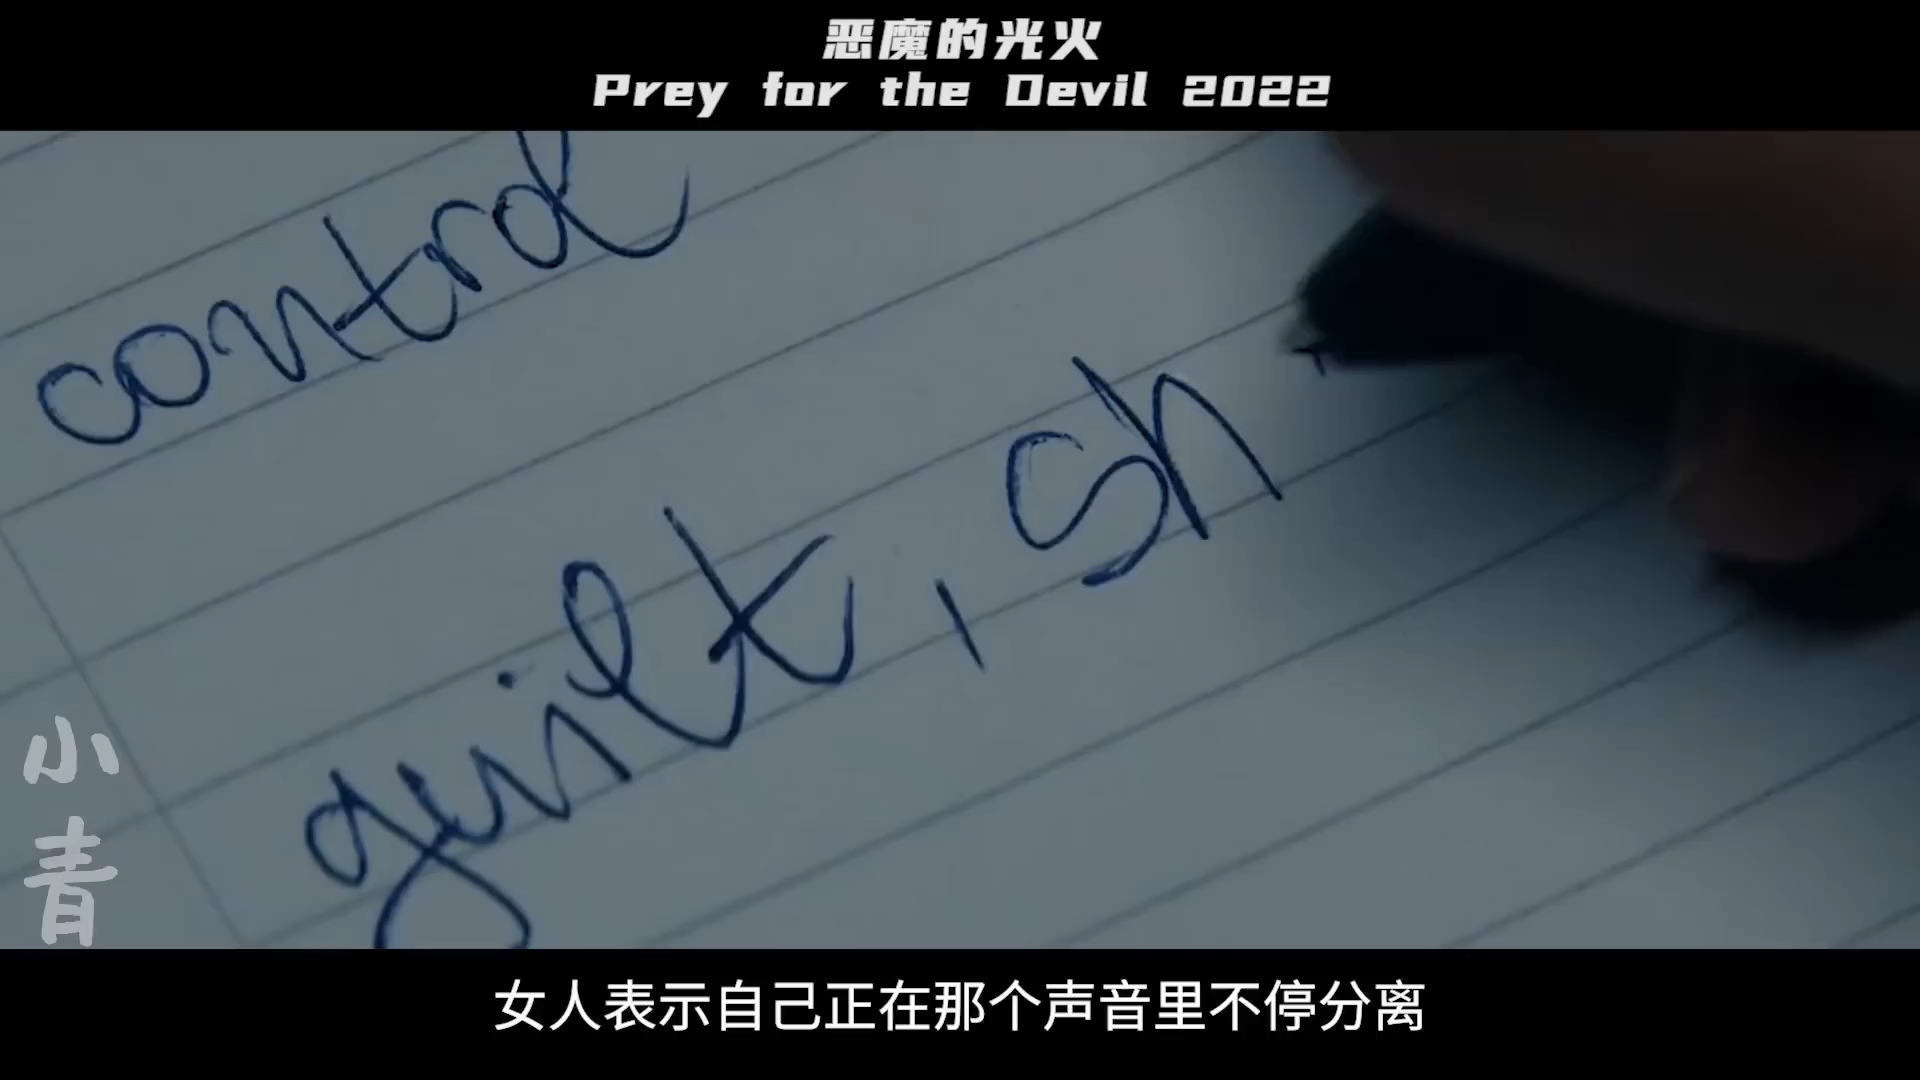 恶魔的光火
Prey for the Devil 2022
control
guilt, sh
小青
女人表示自己正在那个声音里不停分离